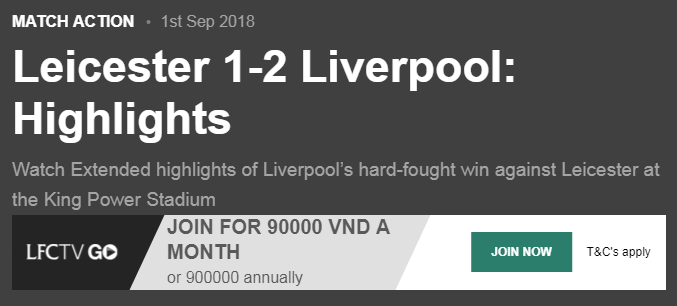 MATCH ACTION • 1st Sep 2018
Leicester 1-2 Liverpool:
Highlights
Watch Extended highlights of Liverpool's hard-fought win against Leicester at
the King Power Stadium
LFCTV GO
JOIN FOR 90000 VND A
MONTH
or 900000 annually
JOIN NOW
T&C's apply